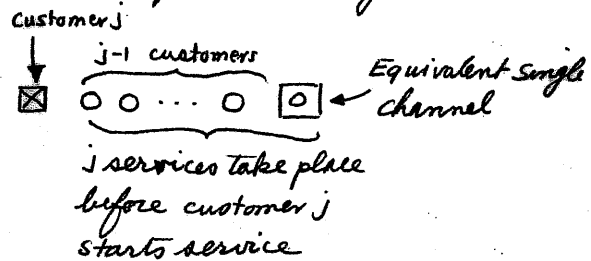 Customer j
j-1 customers
Equivalent single
channel
j services take place
before customer j
starts service